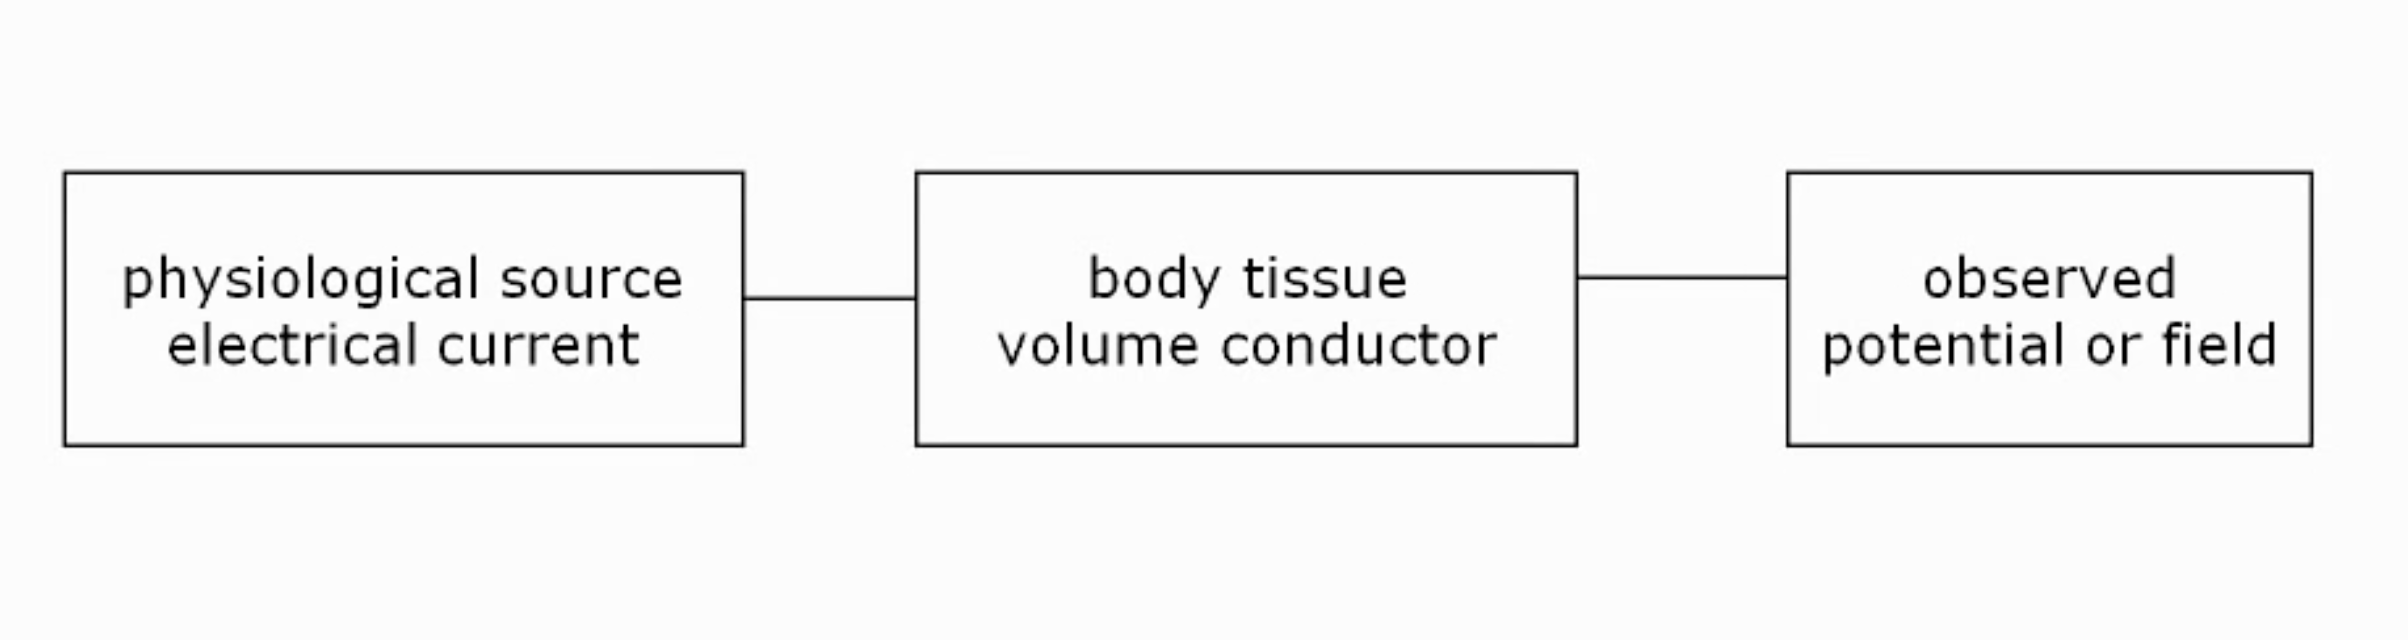 physiological source
electrical current
body tissue
volume conductor
observed
potential or field